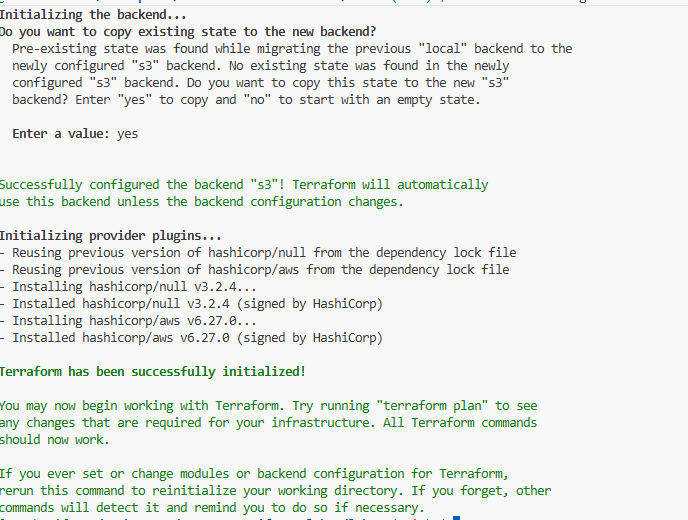 Initializing the backend...
Do you want to copy existing state to the new backend?
  Pre-existing state was found while migrating the previous "local" backend to the
  newly configured "s3" backend. No existing state was found in the newly
  configured "s3" backend. Do you want to copy this state to the new "s3"
  backend? Enter "yes" to copy and "no" to start with an empty state.

  Enter a value: yes


Successfully configured the backend "s3"! Terraform will automatically
use this backend unless the backend configuration changes.

Initializing provider plugins...
- Reusing previous version of hashicorp/null from the dependency lock file
- Reusing previous version of hashicorp/aws from the dependency lock file
- Installing hashicorp/null v3.2.4...
- Installed hashicorp/null v3.2.4 (signed by HashiCorp)
- Installing hashicorp/aws v6.27.0...
- Installed hashicorp/aws v6.27.0 (signed by HashiCorp)

Terraform has been successfully initialized!

You may now begin working with Terraform. Try running "terraform plan" to see
any changes that are required for your infrastructure. All Terraform commands
should now work.

If you ever set or change modules or backend configuration for Terraform,
rerun this command to reinitialize your working directory. If you forget, other
commands will detect it and remind you to do so if necessary.